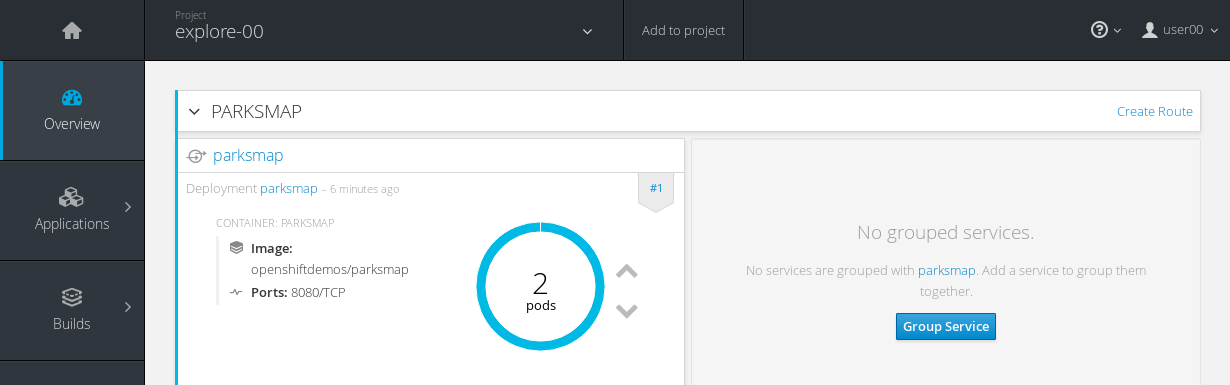 Project
explore-00
Add to project
user00
Overview
Applications
Builds
PARKSMAP
Create Route
parksmap
Deployment parksmap – 6 minutes ago
#1
CONTAINER: PARKSMAP
Image:
openshiftdemos/parksmap
Ports: 8080/TCP
2
pods
No grouped services.
No services are grouped with parksmap. Add a service to group them
together.
Group Service